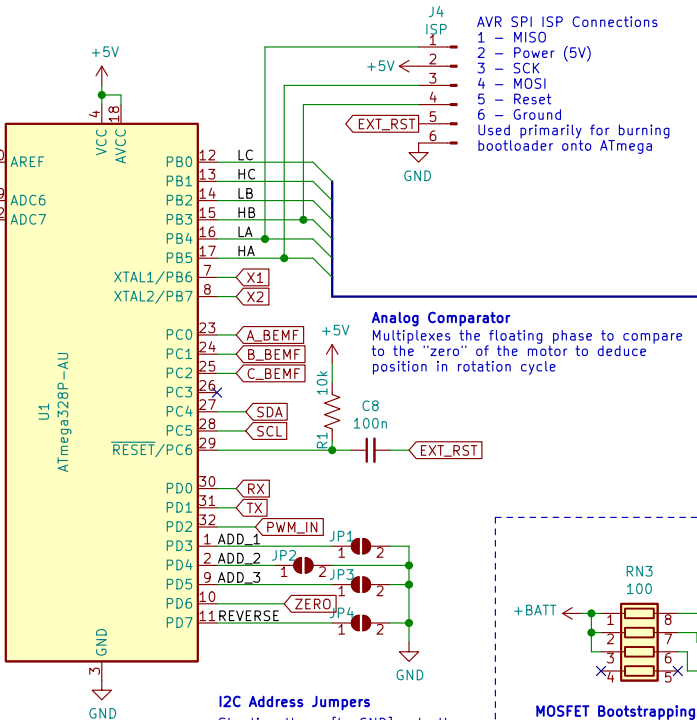 J4
ISP
AVR SPI ISP Connections
1 – MISO
2 – Power (5V)
3 – SCK
4 – MOSI
5 – Reset
6 – Ground
Used primarily for burning
bootloader onto ATmega
1
+5V 2
3
4
EXT_RST 5
6
GND
+5V
4 18
VCC AVCC
AREF
ADC6
ADC7
PB0 12 LC
PB1 13 HC
PB2 14 LB
PB3 15 HB
PB4 16 LA
PB5 17 HA
XTAL1/PB6 7 X1
XTAL2/PB7 8 X2
Analog Comparator
Multiplexes the floating phase to compare
to the "zero" of the motor to deduce
position in rotation cycle
PC0 23 A_BEMF
PC1 24 B_BEMF
PC2 25 C_BEMF
PC3 26
PC4 27 SDA
PC5 28 SCL
RESET/PC6 29
+5V
10k
R1
C8
100n
EXT_RST
U1
ATmega328P-AU
PD0 30 RX
PD1 31 TX
PD2 32 PWM_IN
PD3 1 ADD_1 JP1 1 2
PD4 2 ADD_2 JP2 1 2
PD5 9 ADD_3 JP3 1 2
PD6 10 ZERO
PD7 11 REVERSE JP4 1 2
GND
3
GND
GND
RN3
100
+BATT
1 8
2 7
3 6
4 5
I2C Address Jumpers
MOSFET Bootstrapping